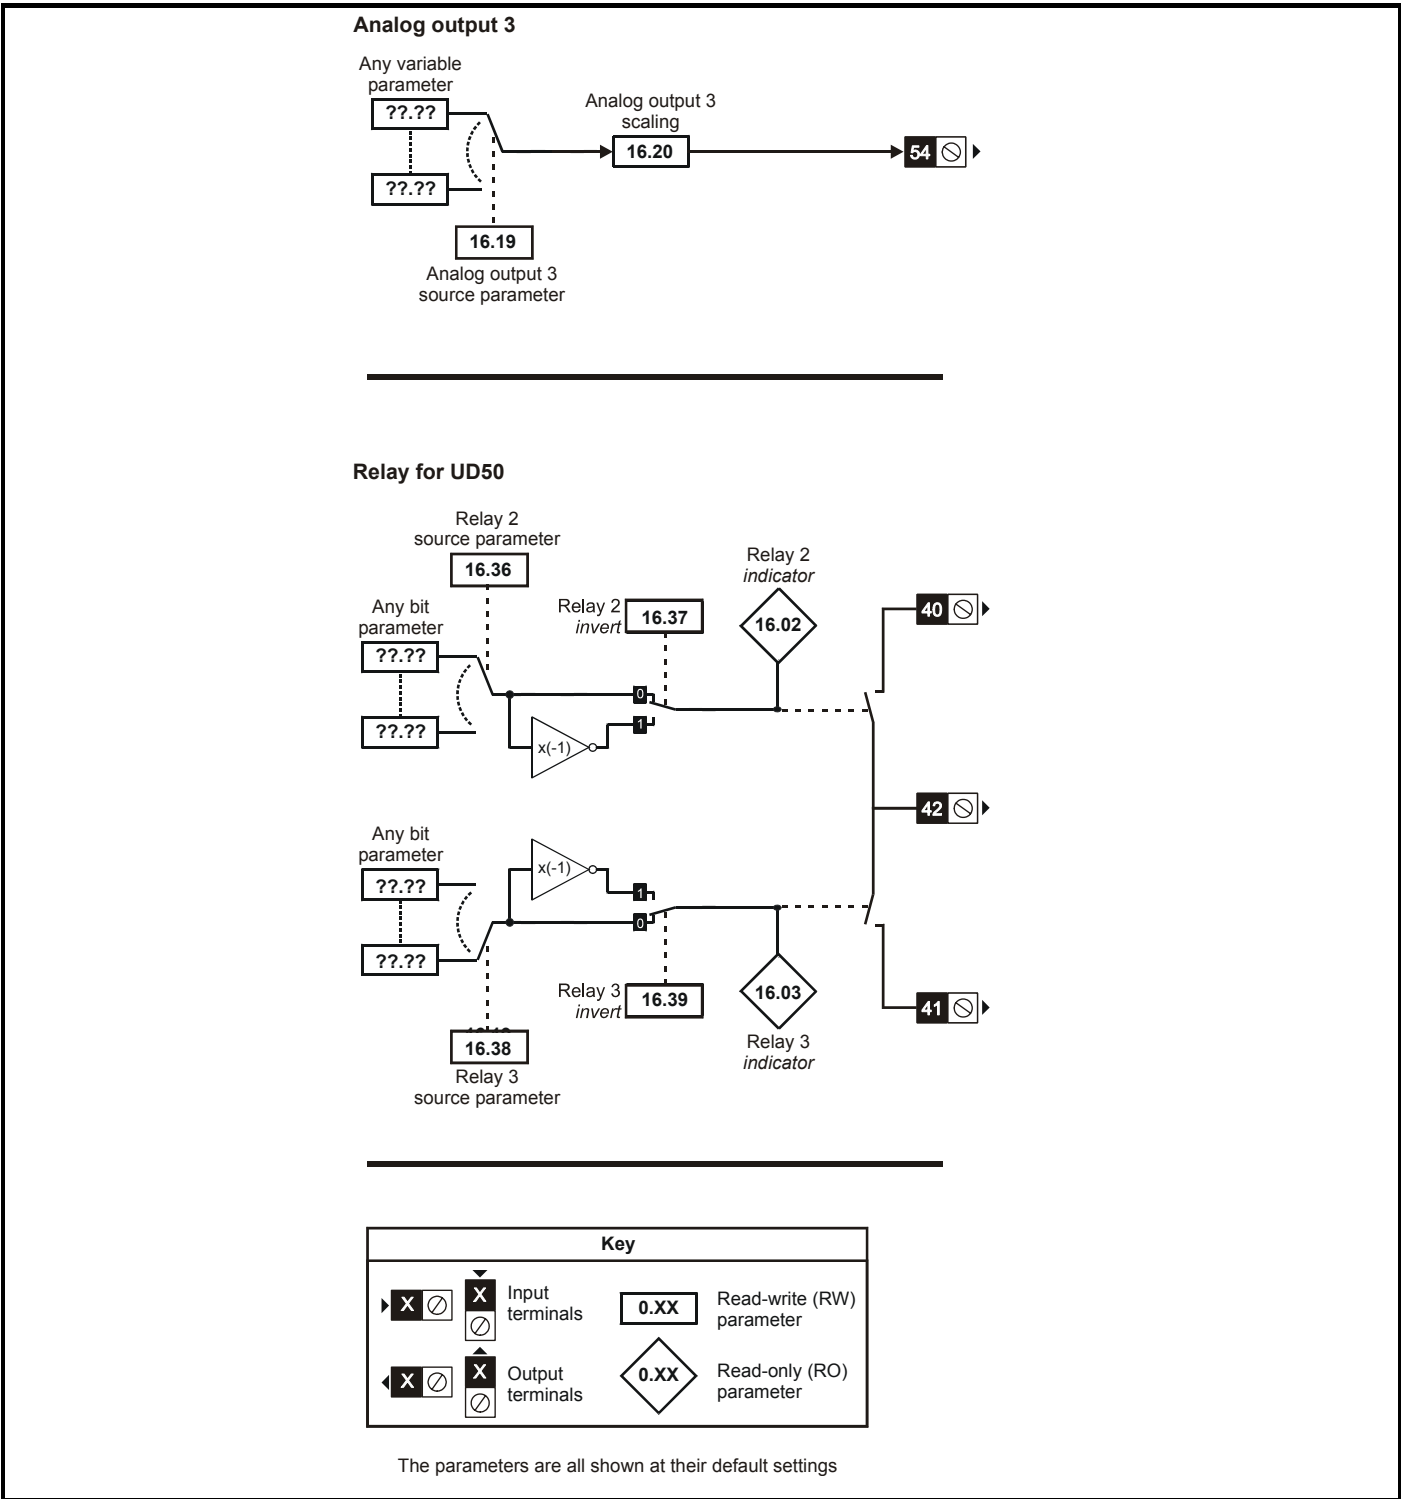 Analog output 3
Any variable
parameter
??.??
??.??
16.19
Analog output 3
source parameter
Analog output 3
scaling
16.20
54
Relay for UD50
Relay 2
source parameter
16.36
Any bit
parameter
??.??
??.??
x(-1)
Relay 2
invert
16.37
0
1
Relay 2
indicator
16.02
40
42
Any bit
parameter
??.??
??.??
x(-1)
1
0
Relay 3
invert
16.39
16.03
Relay 3
indicator
41
16.38
Relay 3
source parameter
Key
X
X
Input
terminals
0.XX
Read-write (RW)
parameter
X
X
Output
terminals
0.XX
Read-only (RO)
parameter
The parameters are all shown at their default settings